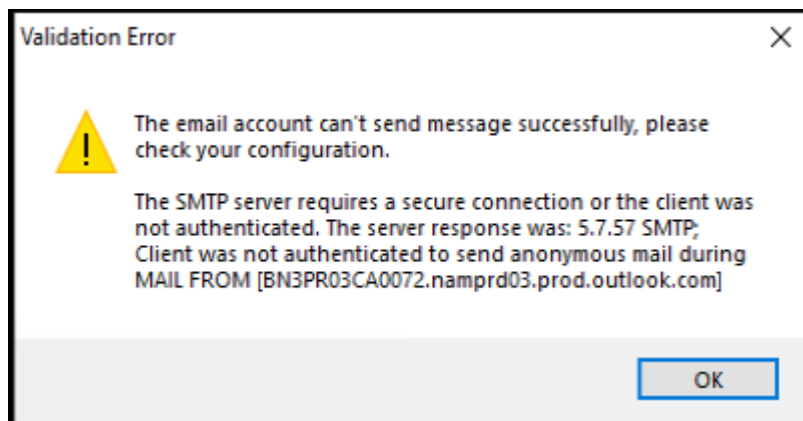 Validation Error
The email account can't send message successfully, please
check your configuration.
The SMTP server requires a secure connection or the client was
not authenticated. The server response was: 5.7.57 SMTP;
Client was not authenticated to send anonymous mail during
MAIL FROM [BN3PR03CA0072.namprd03.prod.outlook.com]
OK